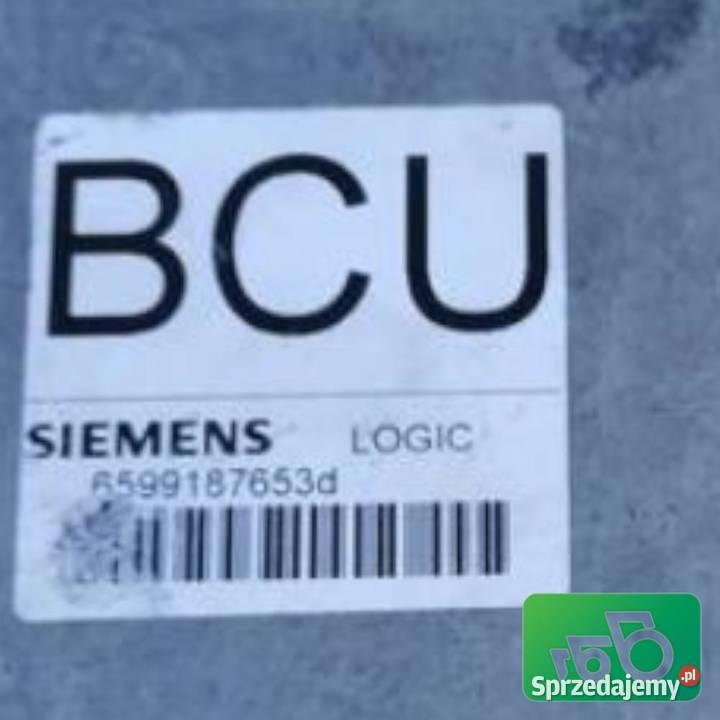 BCU
SIEMENS LOGIC
6599187653d
Sprzedajemy.pl